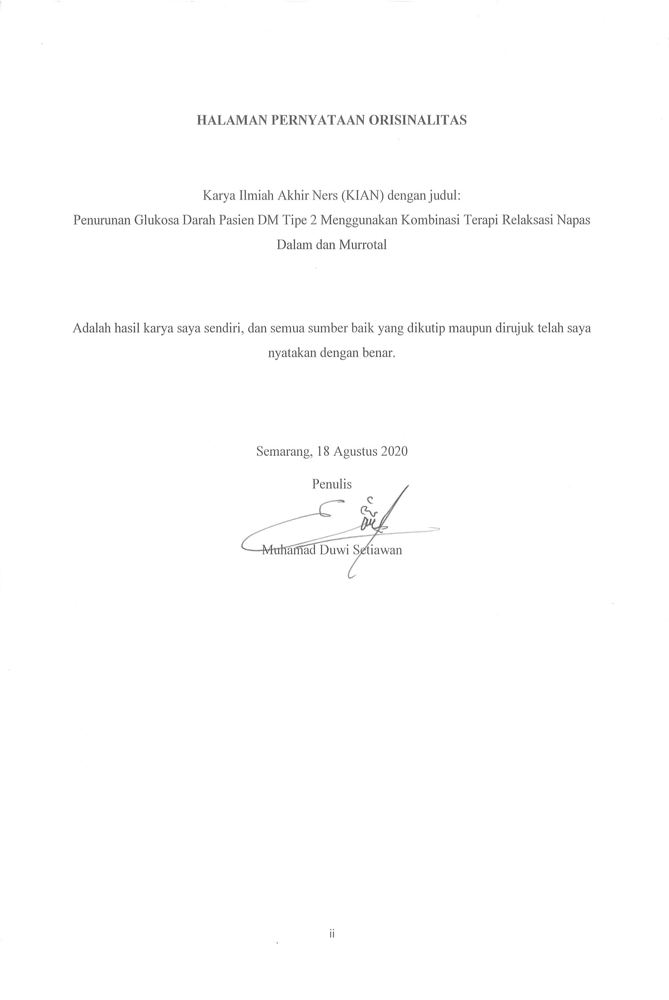 HALAMAN PERNYATAAN ORISINALITAS
Karya Ilmiah Akhir Ners (KIAN) dengan judul:
Penurunan Glukosa Darah Pasien DM Tipe 2 Menggunakan Kombinasi Terapi Relaksasi Napas
Dalam dan Murrotal
Adalah hasil karya saya sendiri, dan semua sumber baik yang dikutip maupun dirujuk telah saya
nyatakan dengan benar.
Semarang, 18 Agustus 2020
Penulis
Muhamad Duwi Setiawan
ii